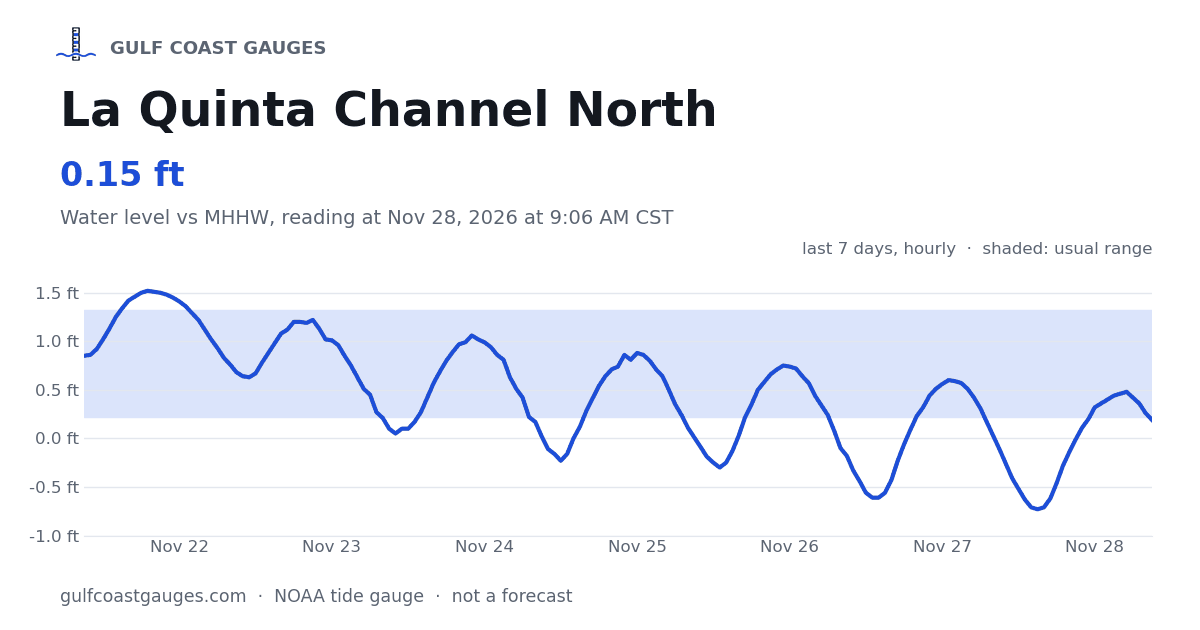 GULF COAST GAUGES
La Quinta Channel North
0.15 ft
Water level vs MHHW, reading at Nov 28, 2026 at 9:06 AM CST
last 7 days, hourly · shaded: usual range
1.5 ft
1.0 ft
0.5 ft
0.0 ft
-0.5 ft
-1.0 ft
Nov 22 Nov 23 Nov 24 Nov 25 Nov 26 Nov 27 Nov 28
gulfcoastgauges.com · NOAA tide gauge · not a forecast